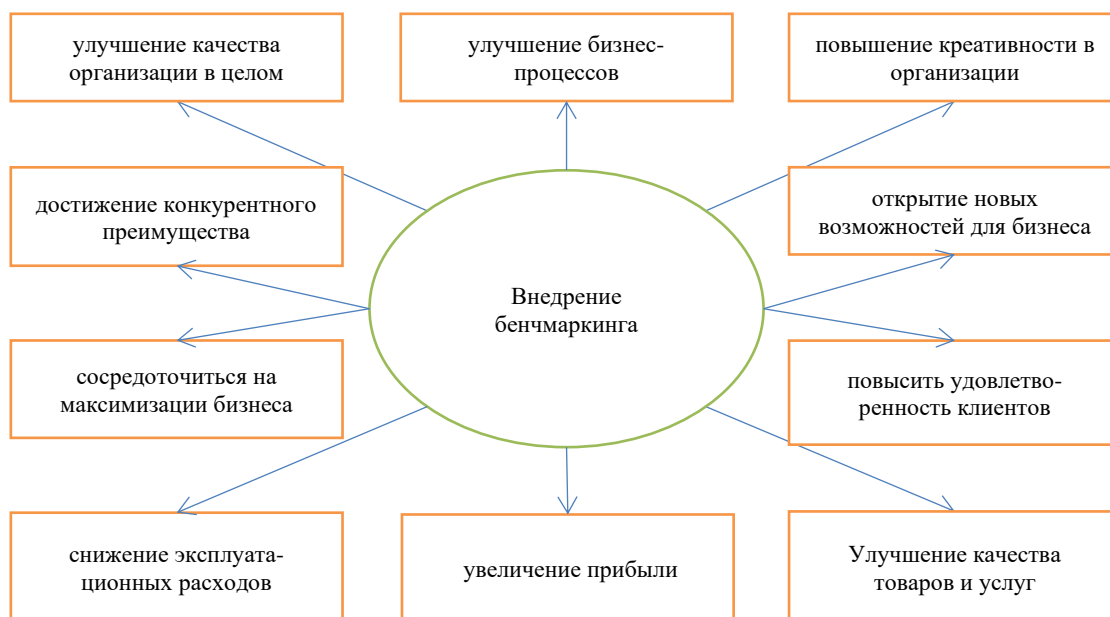 улучшение качества
организации в целом
улучшение бизнес-
процессов
повышение креативности в
организации
достижение конкурентного
преимущества
открытие новых
возможностей для бизнеса
Внедрение
бенчмаркинга
сосредоточиться на
максимизации бизнеса
повысить удовлетво-
ренность клиентов
снижение эксплуата-
ционных расходов
увеличение прибыли
Улучшение качества
товаров и услуг